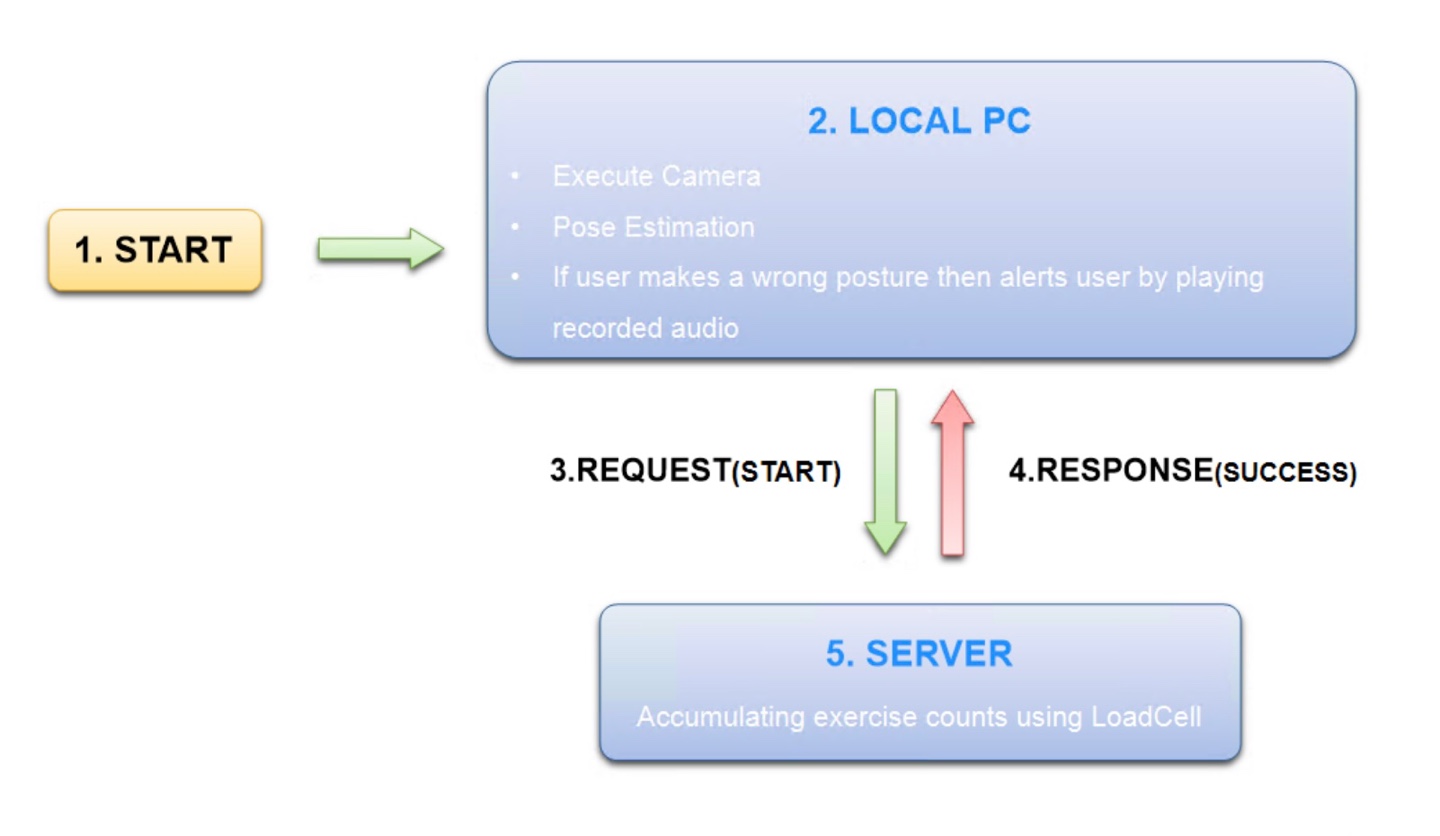 1. START
2. LOCAL PC
• Execute Camera
• Pose Estimation
• If user makes a wrong posture then alerts user by playing
recorded audio
3.REQUEST(START)
4.RESPONSE(SUCCESS)
5. SERVER
Accumulating exercise counts using LoadCell